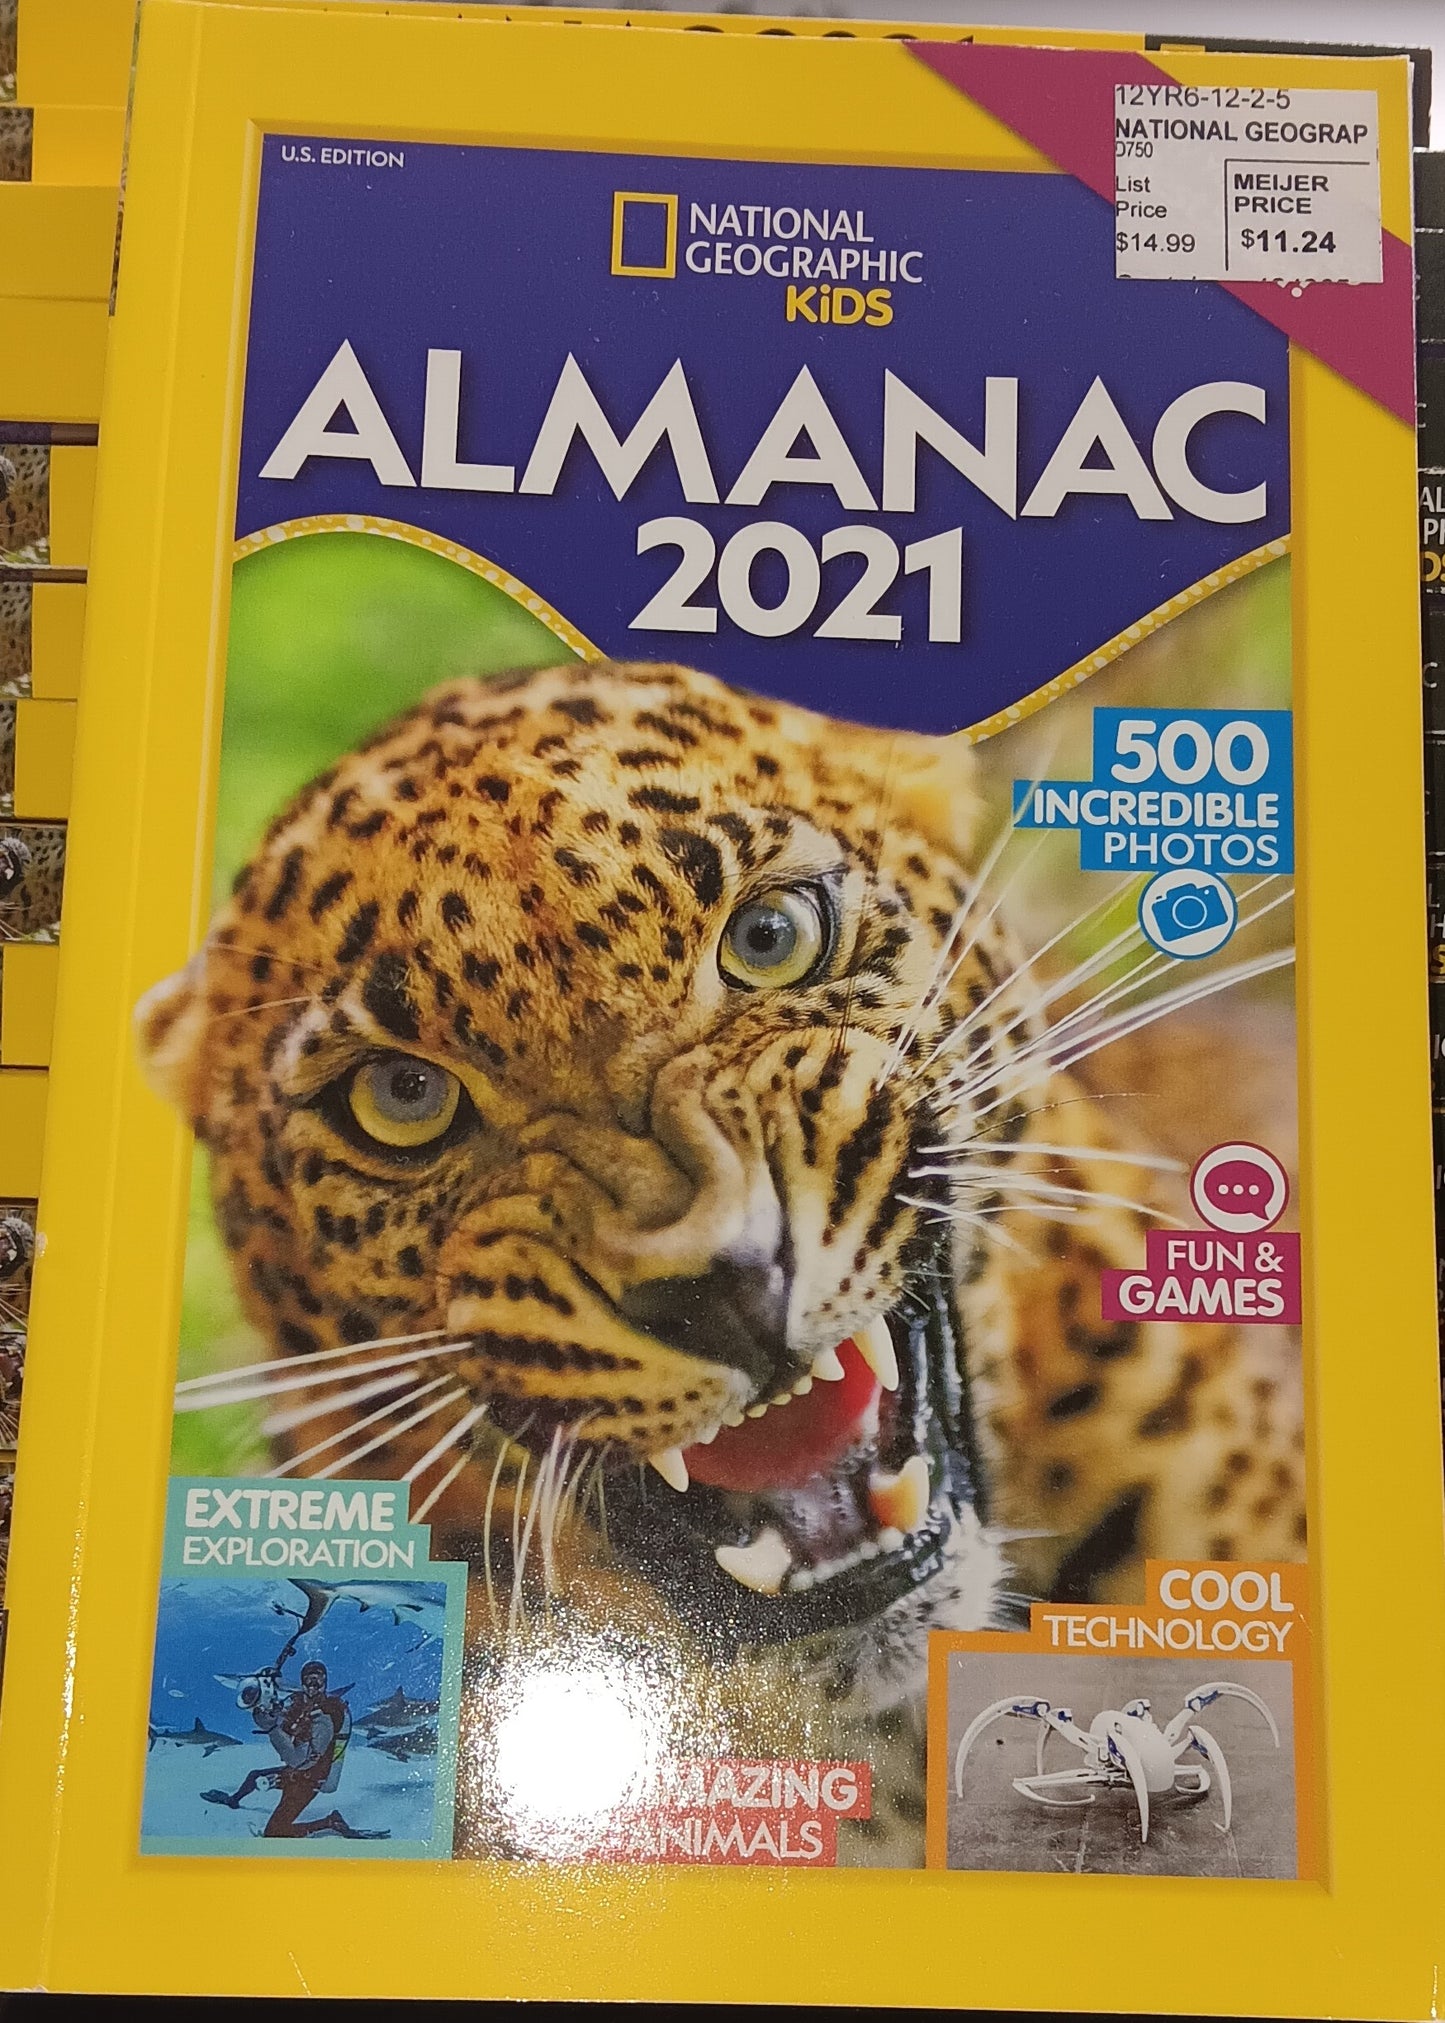 12YR6-12-2-5
NATIONAL GEOGRAP
D750
List
Price
$14.99
MEIJER
PRICE
$11.24
U.S. EDITION
NATIONAL
GEOGRAPHIC
KiDS
ALMANAC
2021
500
INCREDIBLE
PHOTOS
FUN &
GAMES
EXTREME
EXPLORATION
COOL
TECHNOLOGY
AMAZING
ANIMALS